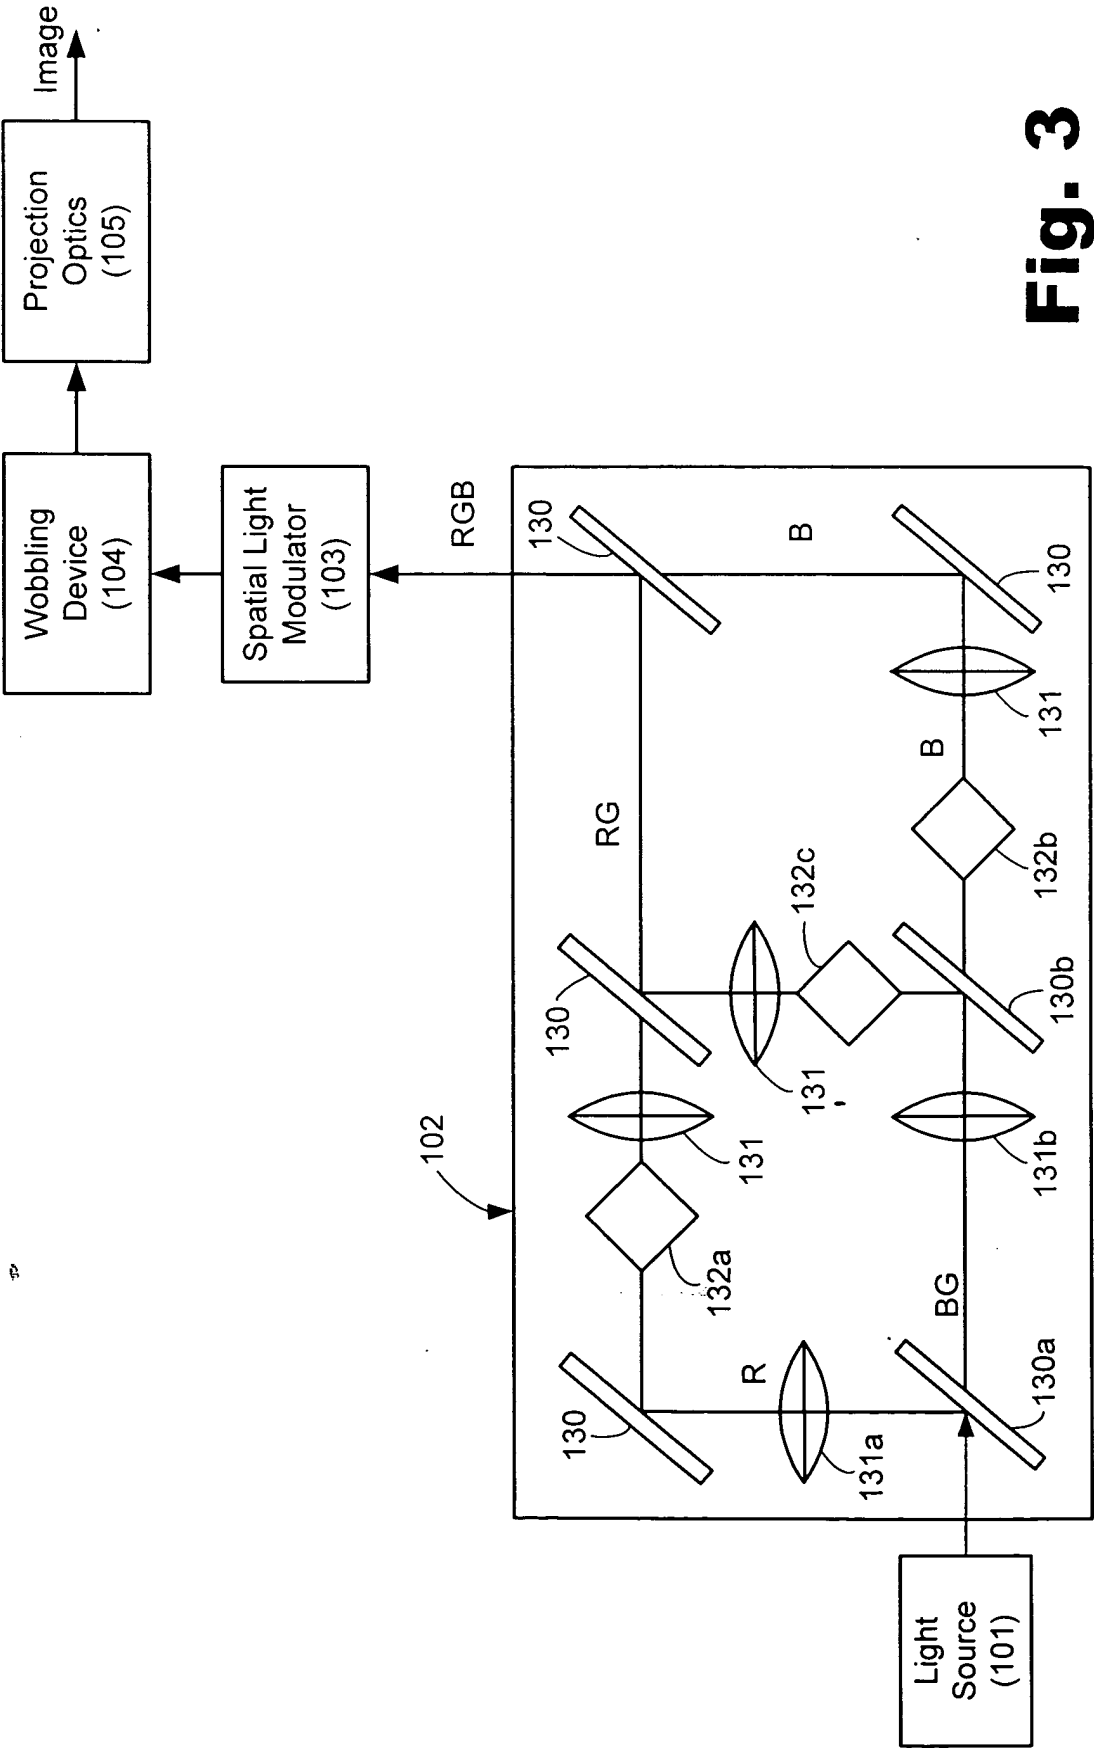 Image
Projection
Optics
(105)
Wobbling
Device
(104)
Spatial Light
Modulator
(103)
RGB
102
130
RG
B
130
130
132c
131
131
132a
B
130
131
132b
130b
131b
R
130
131a
BG
130a
Light
Source
(101)
Fig. 3